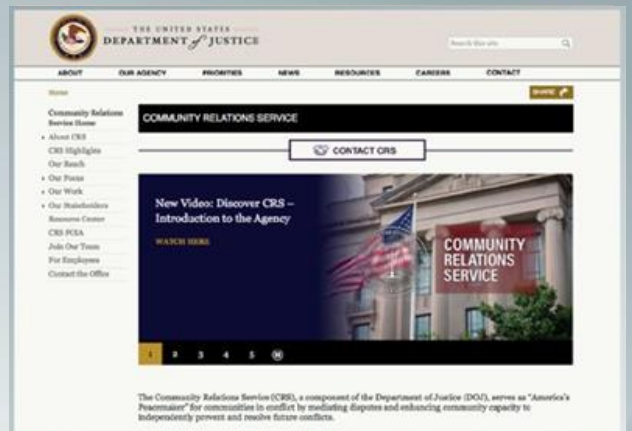 THE UNITED STATES
DEPARTMENT of JUSTICE
Search this site
ABOUT OUR AGENCY PRIORITIES NEWS RESOURCES CAREERS CONTACT
Home
SHARE
Community Relations
Service Home
About CRS
CRS Highlights
Our Reach
Our Focus
Our Work
Our Stakeholders
Resource Center
CRS FOIA
Join Our Team
For Employees
Contact the Office
COMMUNITY RELATIONS SERVICE
CONTACT CRS
New Video: Discover CRS –
Introduction to the Agency
WATCH HERE
COMMUNITY
RELATIONS
SERVICE
1 2 3 4 5
The Community Relations Service (CRS), a component of the Department of Justice (DOJ), serves as "America's
Peacemaker" for communities in conflict by mediating disputes and enhancing community capacity to
independently prevent and resolve future conflicts.